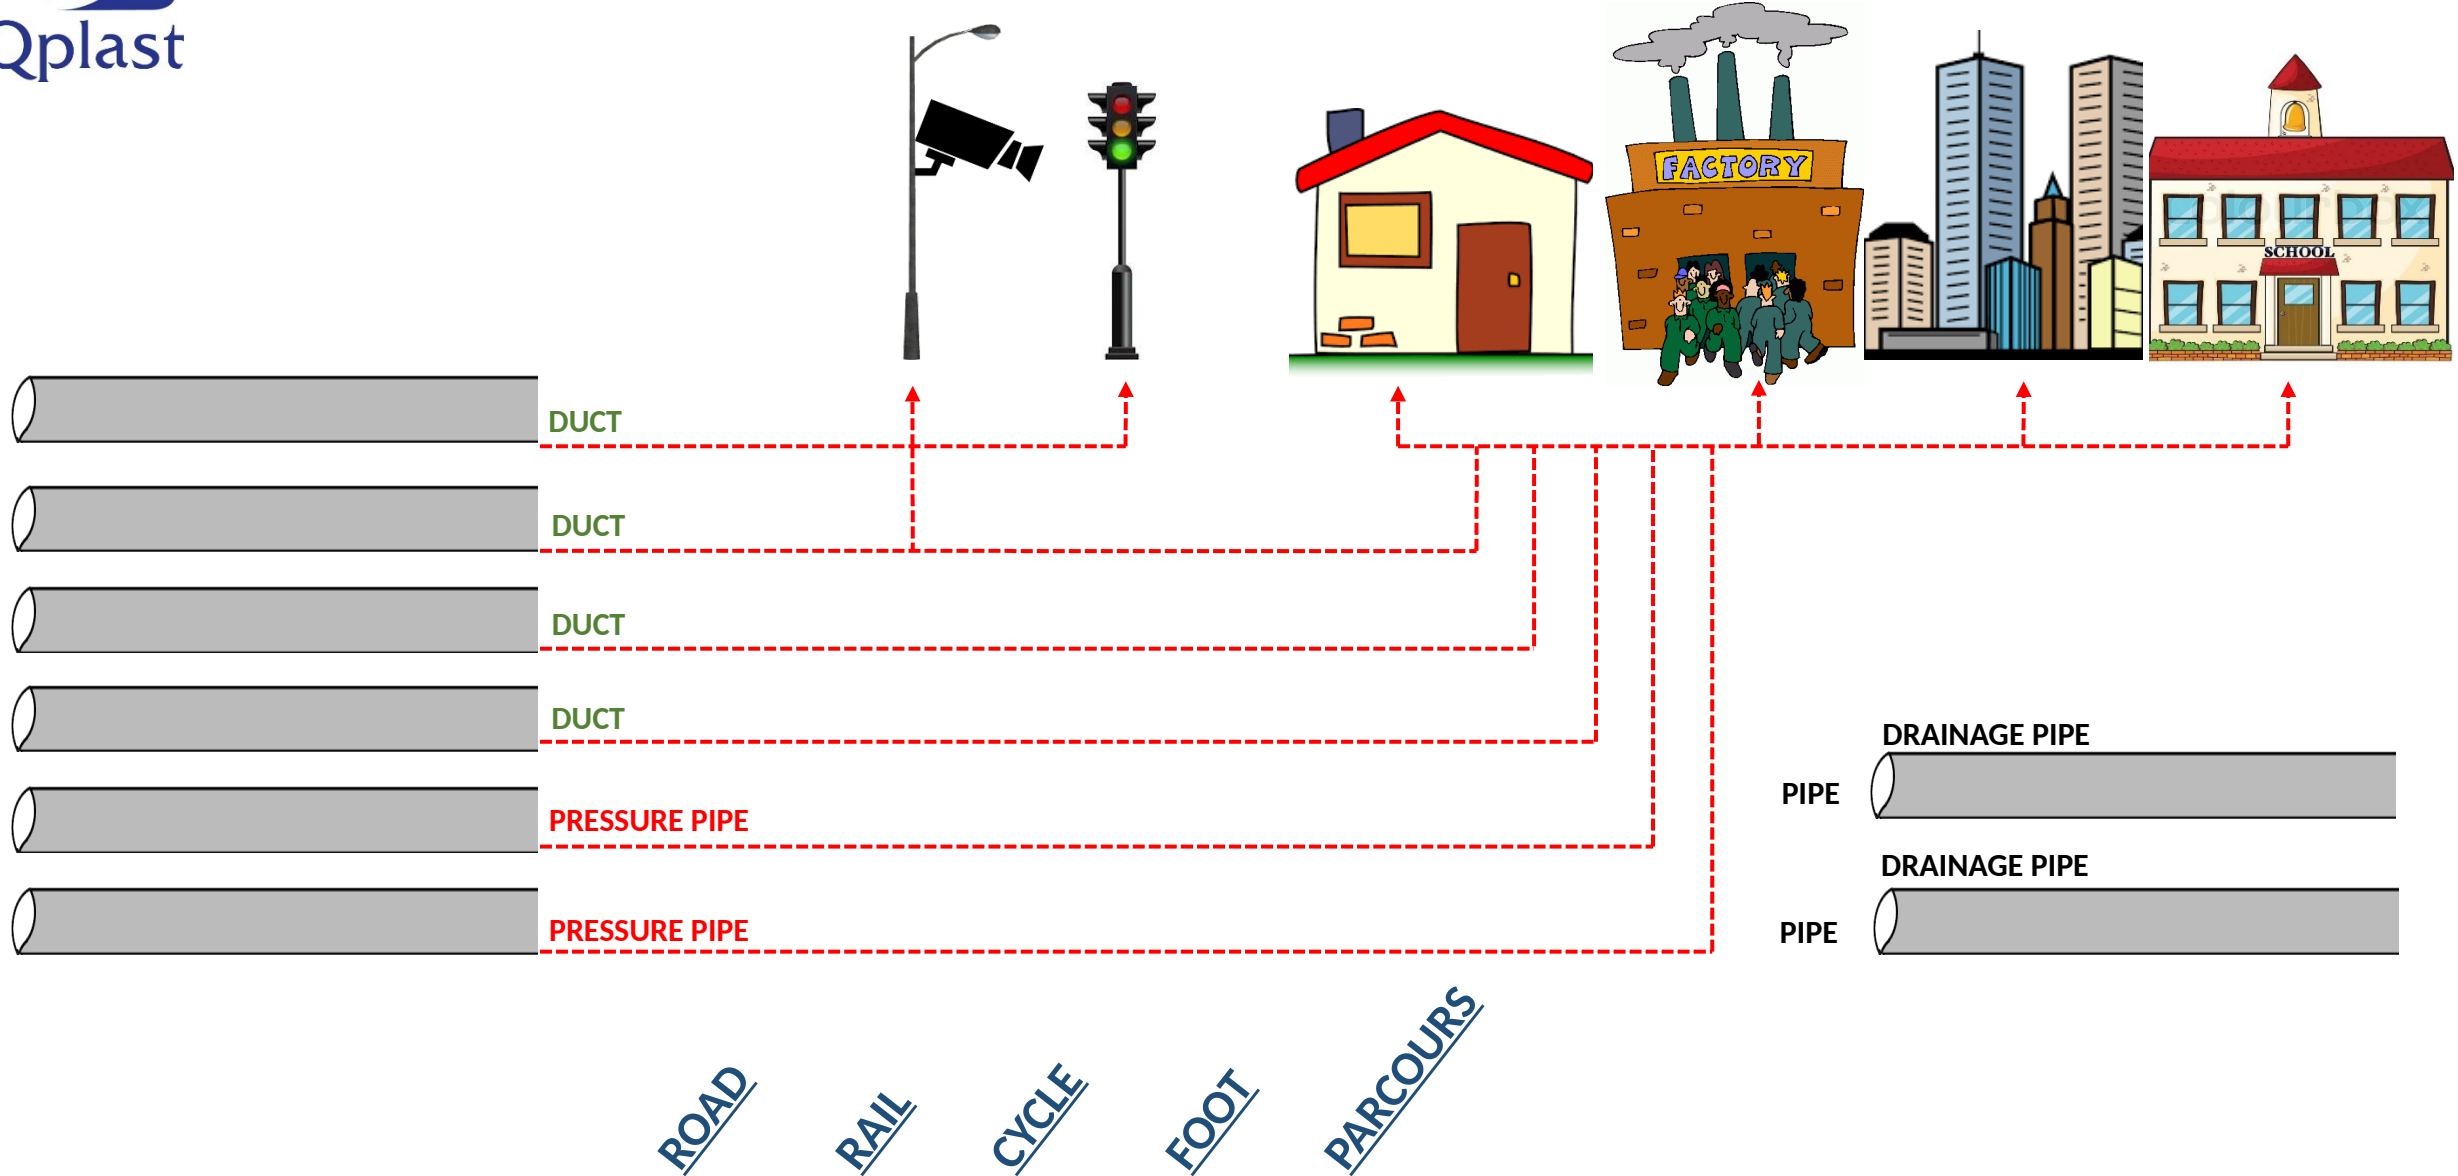 Qplast
FACTORY
SCHOOL
DUCT
DUCT
DUCT
DUCT
PRESSURE PIPE
PRESSURE PIPE
DRAINAGE PIPE
PIPE
DRAINAGE PIPE
PIPE
ROAD
RAIL
CYCLE
FOOT
PARCOURS